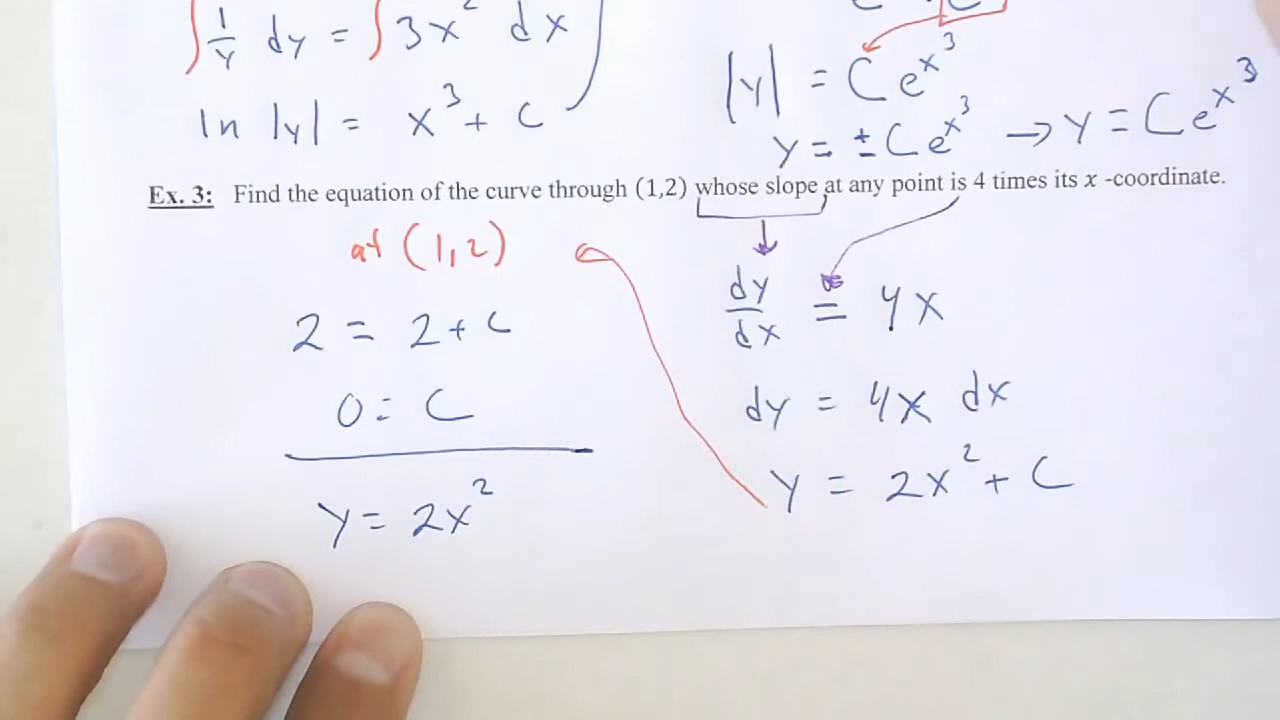 ∫ 1/y dy = ∫ 3x² dx
ln |y| = x³ + C
|y| = Ce^x³
y = ± Ce^x³ → y = Ce^x³
Ex. 3: Find the equation of the curve through (1,2) whose slope at any point is 4 times its x -coordinate.
at (1,2)
2 = 2 + C
0 = C
y = 2x²
dy/dx = 4x
dy = 4x dx
y = 2x² + C